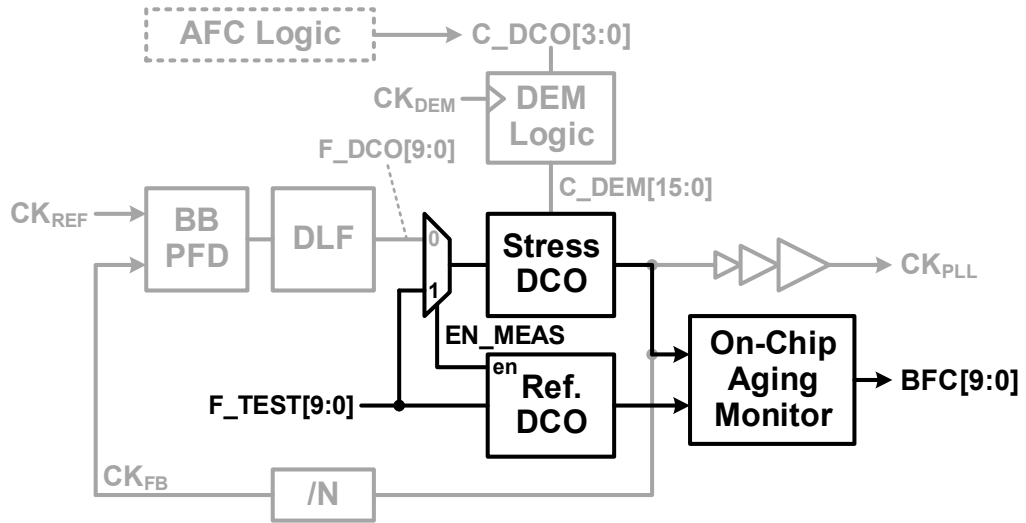 AFC Logic
C_DCO[3:0]
CKDEM
DEM
Logic
F_DCO[9:0]
C_DEM[15:0]
CKREF
BB
PFD
DLF
0
1
Stress
DCO
CKPLL
EN_MEAS
en
Ref.
DCO
On-Chip
Aging
Monitor
BFC[9:0]
F_TEST[9:0]
CKFB
/N